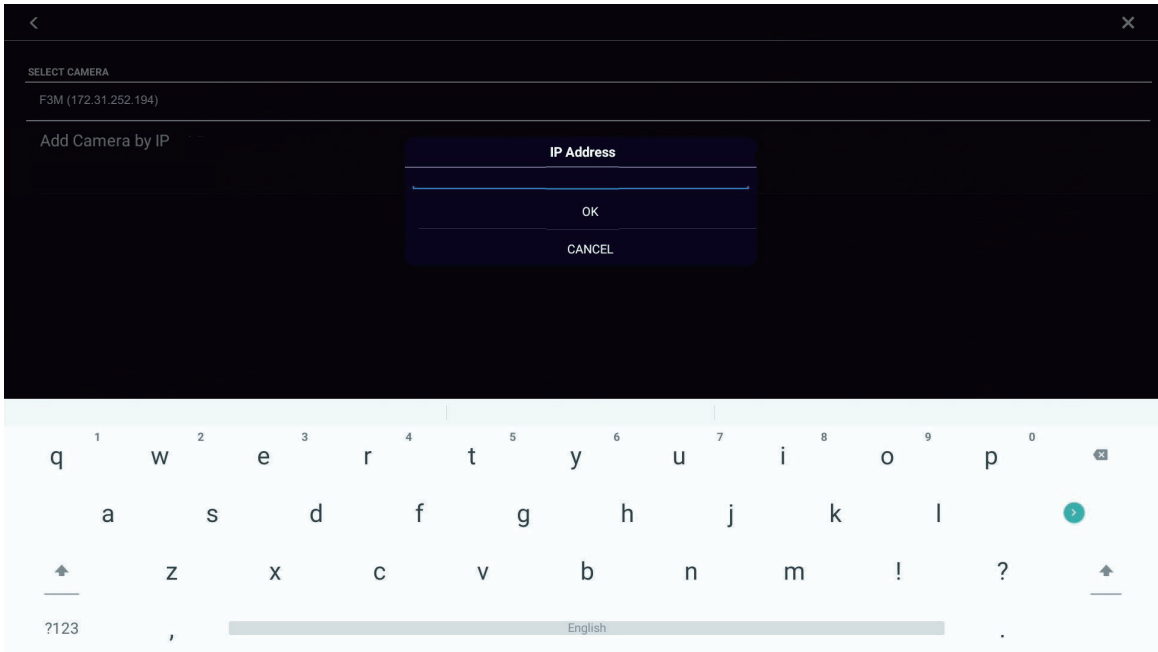 SELECT CAMERA
F3M (172.31.252.194)
Add Camera by IP
IP Address
OK
CANCEL
1 2 3 4 5 6 7 8 9 0
q w e r t y u i o p
a s d f g h j k l
z x c v b n m ! ?
?123 , English .